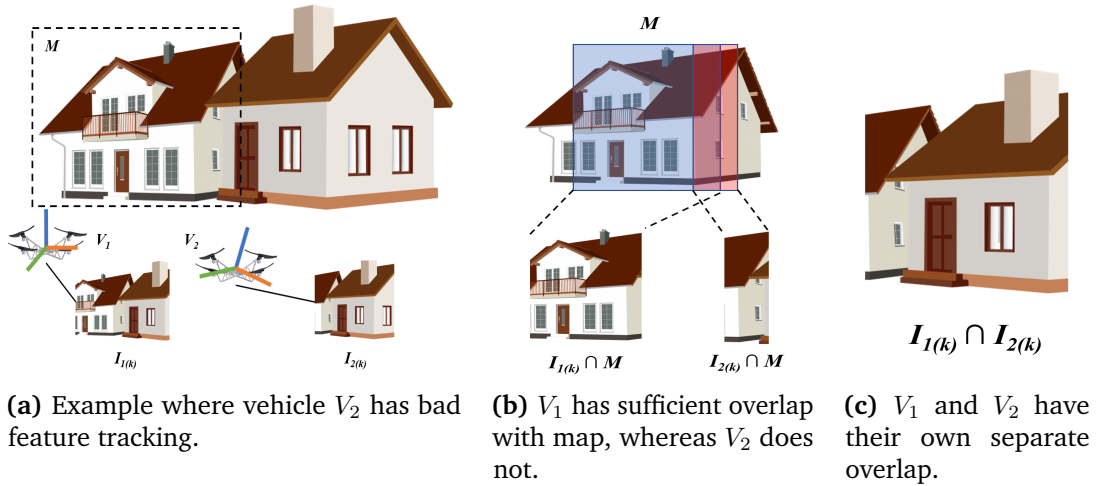 M
V1
V2
I1(k)
I2(k)
(a) Example where vehicle V2 has bad
feature tracking.
M
I1(k) ∩ M
I2(k) ∩ M
(b) V1 has sufficient overlap
with map, whereas V2 does
not.
I1(k) ∩ I2(k)
(c) V1 and V2 have
their own separate
overlap.